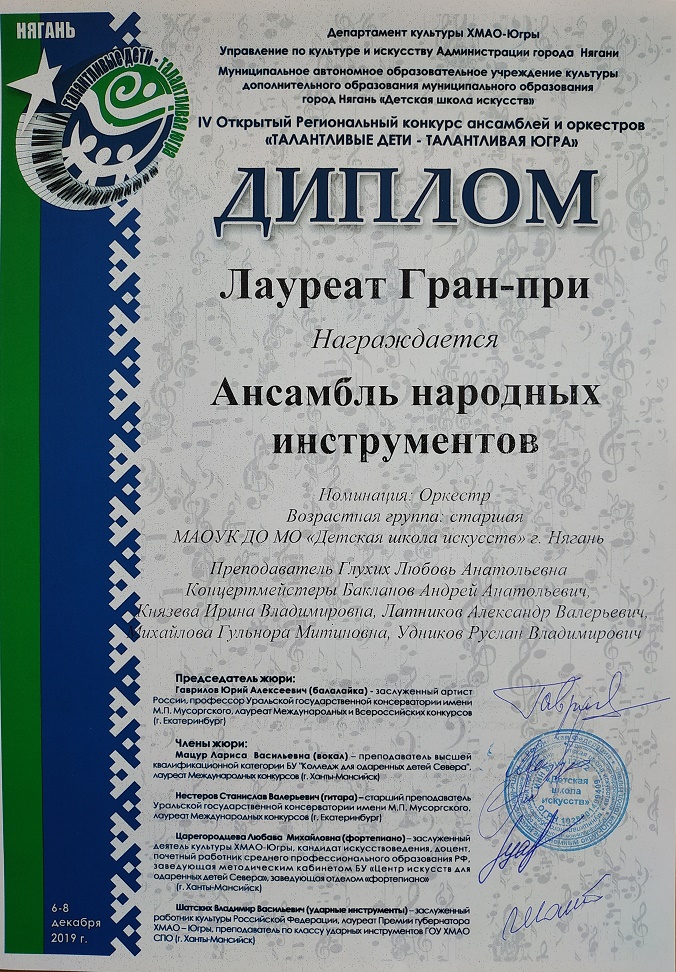 НЯГАНЬ
ТАЛАНТЛИВЫЕ ДЕТИ - ТАЛАНТЛИВАЯ ЮГРА
Департамент культуры ХМАО-Югры
Управление по культуре и искусству Администрации города Нягани
Муниципальное автономное образовательное учреждение культуры
дополнительного образования муниципального образования
город Нягань «Детская школа искусств»
IV Открытый Региональный конкурс ансамблей и оркестров
«ТАЛАНТЛИВЫЕ ДЕТИ - ТАЛАНТЛИВАЯ ЮГРА»
ДИПЛОМ
Лауреат Гран-при
Награждается
Ансамбль народных
инструментов
Номинация: Оркестр
Возрастная группа: старшая
МАОУК ДО МО «Детская школа искусств» г. Нягань
Преподаватель Глухих Любовь Анатольевна
Концертмейстеры Бакланов Андрей Анатольевич,
Князева Ирина Владимировна, Латников Александр Валерьевич,
Михайлова Гульнора Митиповна, Удников Руслан Владимирович
Председатель жюри:
Гаврилов Юрий Алексеевич (балалайка) - заслуженный артист
России, профессор Уральской государственной консерватории имени
М.П. Мусоргского, лауреат Международных и Всероссийских конкурсов
(г. Екатеринбург)
Члены жюри:
Мацур Лариса Васильевна (вокал) – преподаватель высшей
квалификационной категории БУ "Колледж для одаренных детей Севера",
лауреат Международных конкурсов (г. Ханты-Мансийск)
Нестеров Станислав Валерьевич (гитара) – старший преподаватель
Уральской государственной консерватории имени М.П. Мусоргского,
лауреат Международных конкурсов (г. Екатеринбург)
Царегородцева Любава Михайловна (фортепиано) – заслуженный
деятель культуры ХМАО-Югры, кандидат искусствоведения, доцент,
почетный работник среднего профессионального образования РФ,
заведующая методическим кабинетом БУ «Центр искусств для
одаренных детей Севера», заведующая отделом «фортепиано»
(г. Ханты-Мансийск)
Шатских Владимир Васильевич (ударные инструменты) – заслуженный
работник культуры Российской Федерации, лауреат Премии губернатора
ХМАО – Югры, преподаватель по классу ударных инструментов ГОУ ХМАО
СПО (г. Ханты-Мансийск)
«Детская
школа
искусств»
6-8
декабря
2019 г.